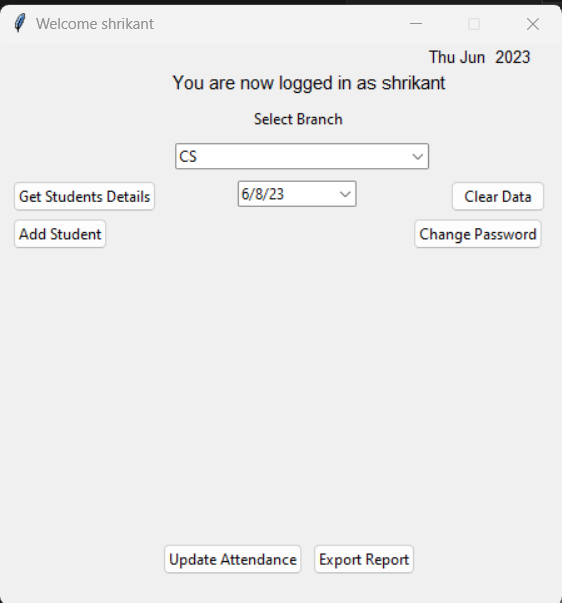 Welcome shrikant
Thu Jun  2023
You are now logged in as shrikant
Select Branch
CS
Get Students Details
6/8/23
Clear Data
Add Student
Change Password
Update Attendance
Export Report